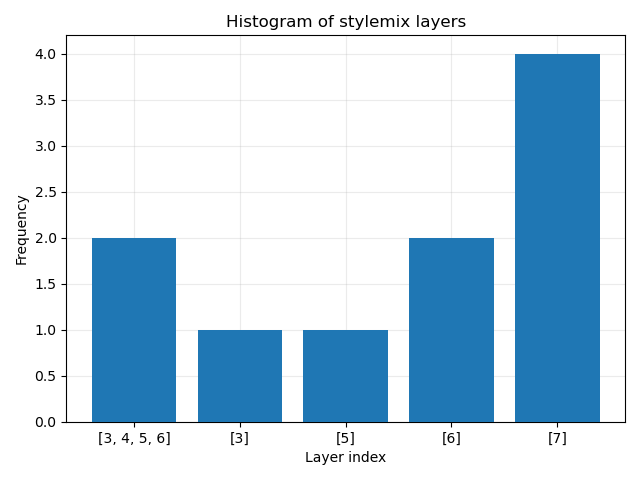 Histogram of stylemix layers
Frequency
4.0
3.5
3.0
2.5
2.0
1.5
1.0
0.5
0.0
[3, 4, 5, 6] [3] [5] [6] [7]
Layer index